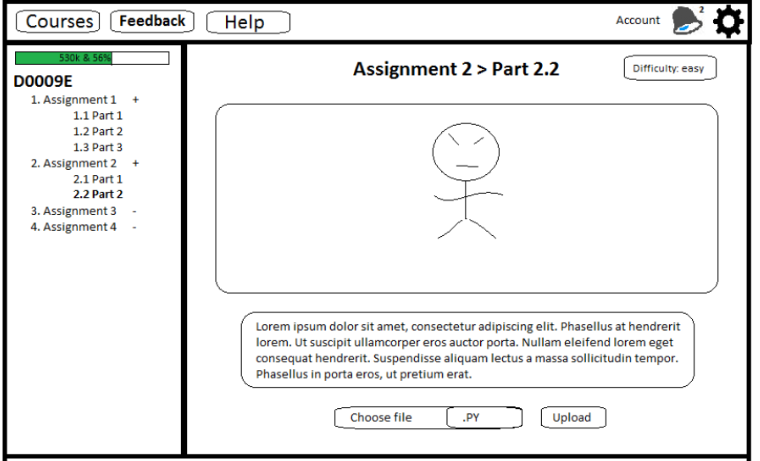 Courses Feedback Help Account 2
530k & 56%
D0009E
1. Assignment 1 +
1.1 Part 1
1.2 Part 2
1.3 Part 3
2. Assignment 2 +
2.1 Part 1
2.2 Part 2
3. Assignment 3 -
4. Assignment 4 -
Assignment 2 > Part 2.2
Difficulty: easy
Lorem ipsum dolor sit amet, consectetur adipiscing elit. Phasellus at hendrerit
lorem. Ut suscipit ullamcorper eros auctor porta. Nullam eleifend lorem eget
consequat hendrerit. Suspendisse aliquam lectus a massa sollicitudin tempor.
Phasellus in porta eros, ut pretium erat.
Choose file .PY Upload